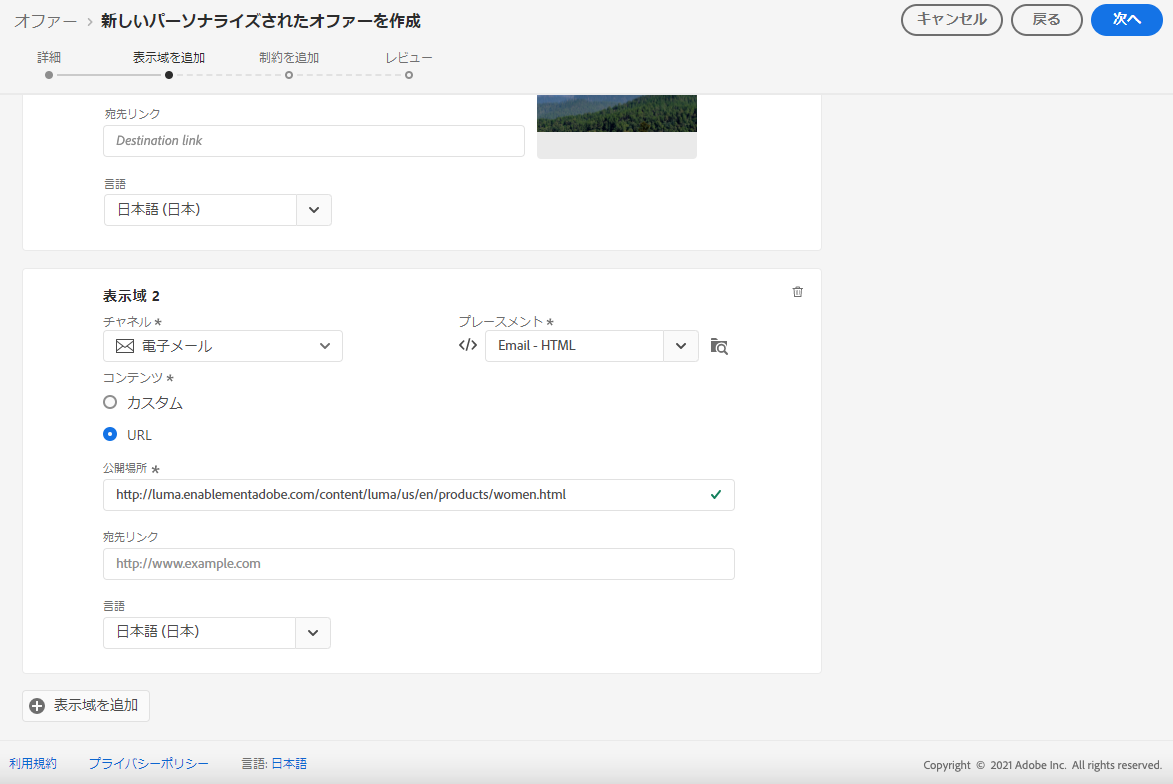 オファー > 新しいパーソナライズされたオファーを作成
キャンセル 戻る 次へ
詳細 表示域を追加 制約を追加 レビュー
宛先リンク
Destination link
言語
日本語 (日本)
表示域 2
チャネル * プレースメント *
電子メール </> Email - HTML
コンテンツ *
カスタム
URL
公開場所 *
http://luma.enablementadobe.com/content/luma/us/en/products/women.html
宛先リンク
http://www.example.com
言語
日本語 (日本)
表示域を追加
利用規約 プライバシーポリシー 言語: 日本語 Copyright © 2021 Adobe Inc. All rights reserved.